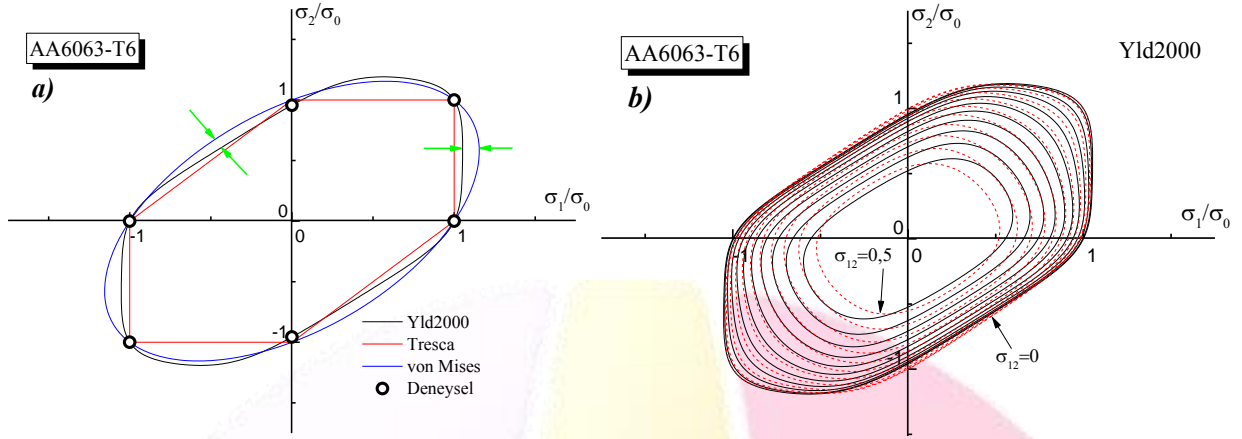 σ2/σ0
AA6063-T6
a)
1
σ1/σ0
0
-1
0
1
-1
Yld2000
Tresca
von Mises
Deneysel
σ2/σ0
AA6063-T6
Yld2000
b)
1
σ1/σ0
0
-1
0
1
σ12=0,5
-1
σ12=0